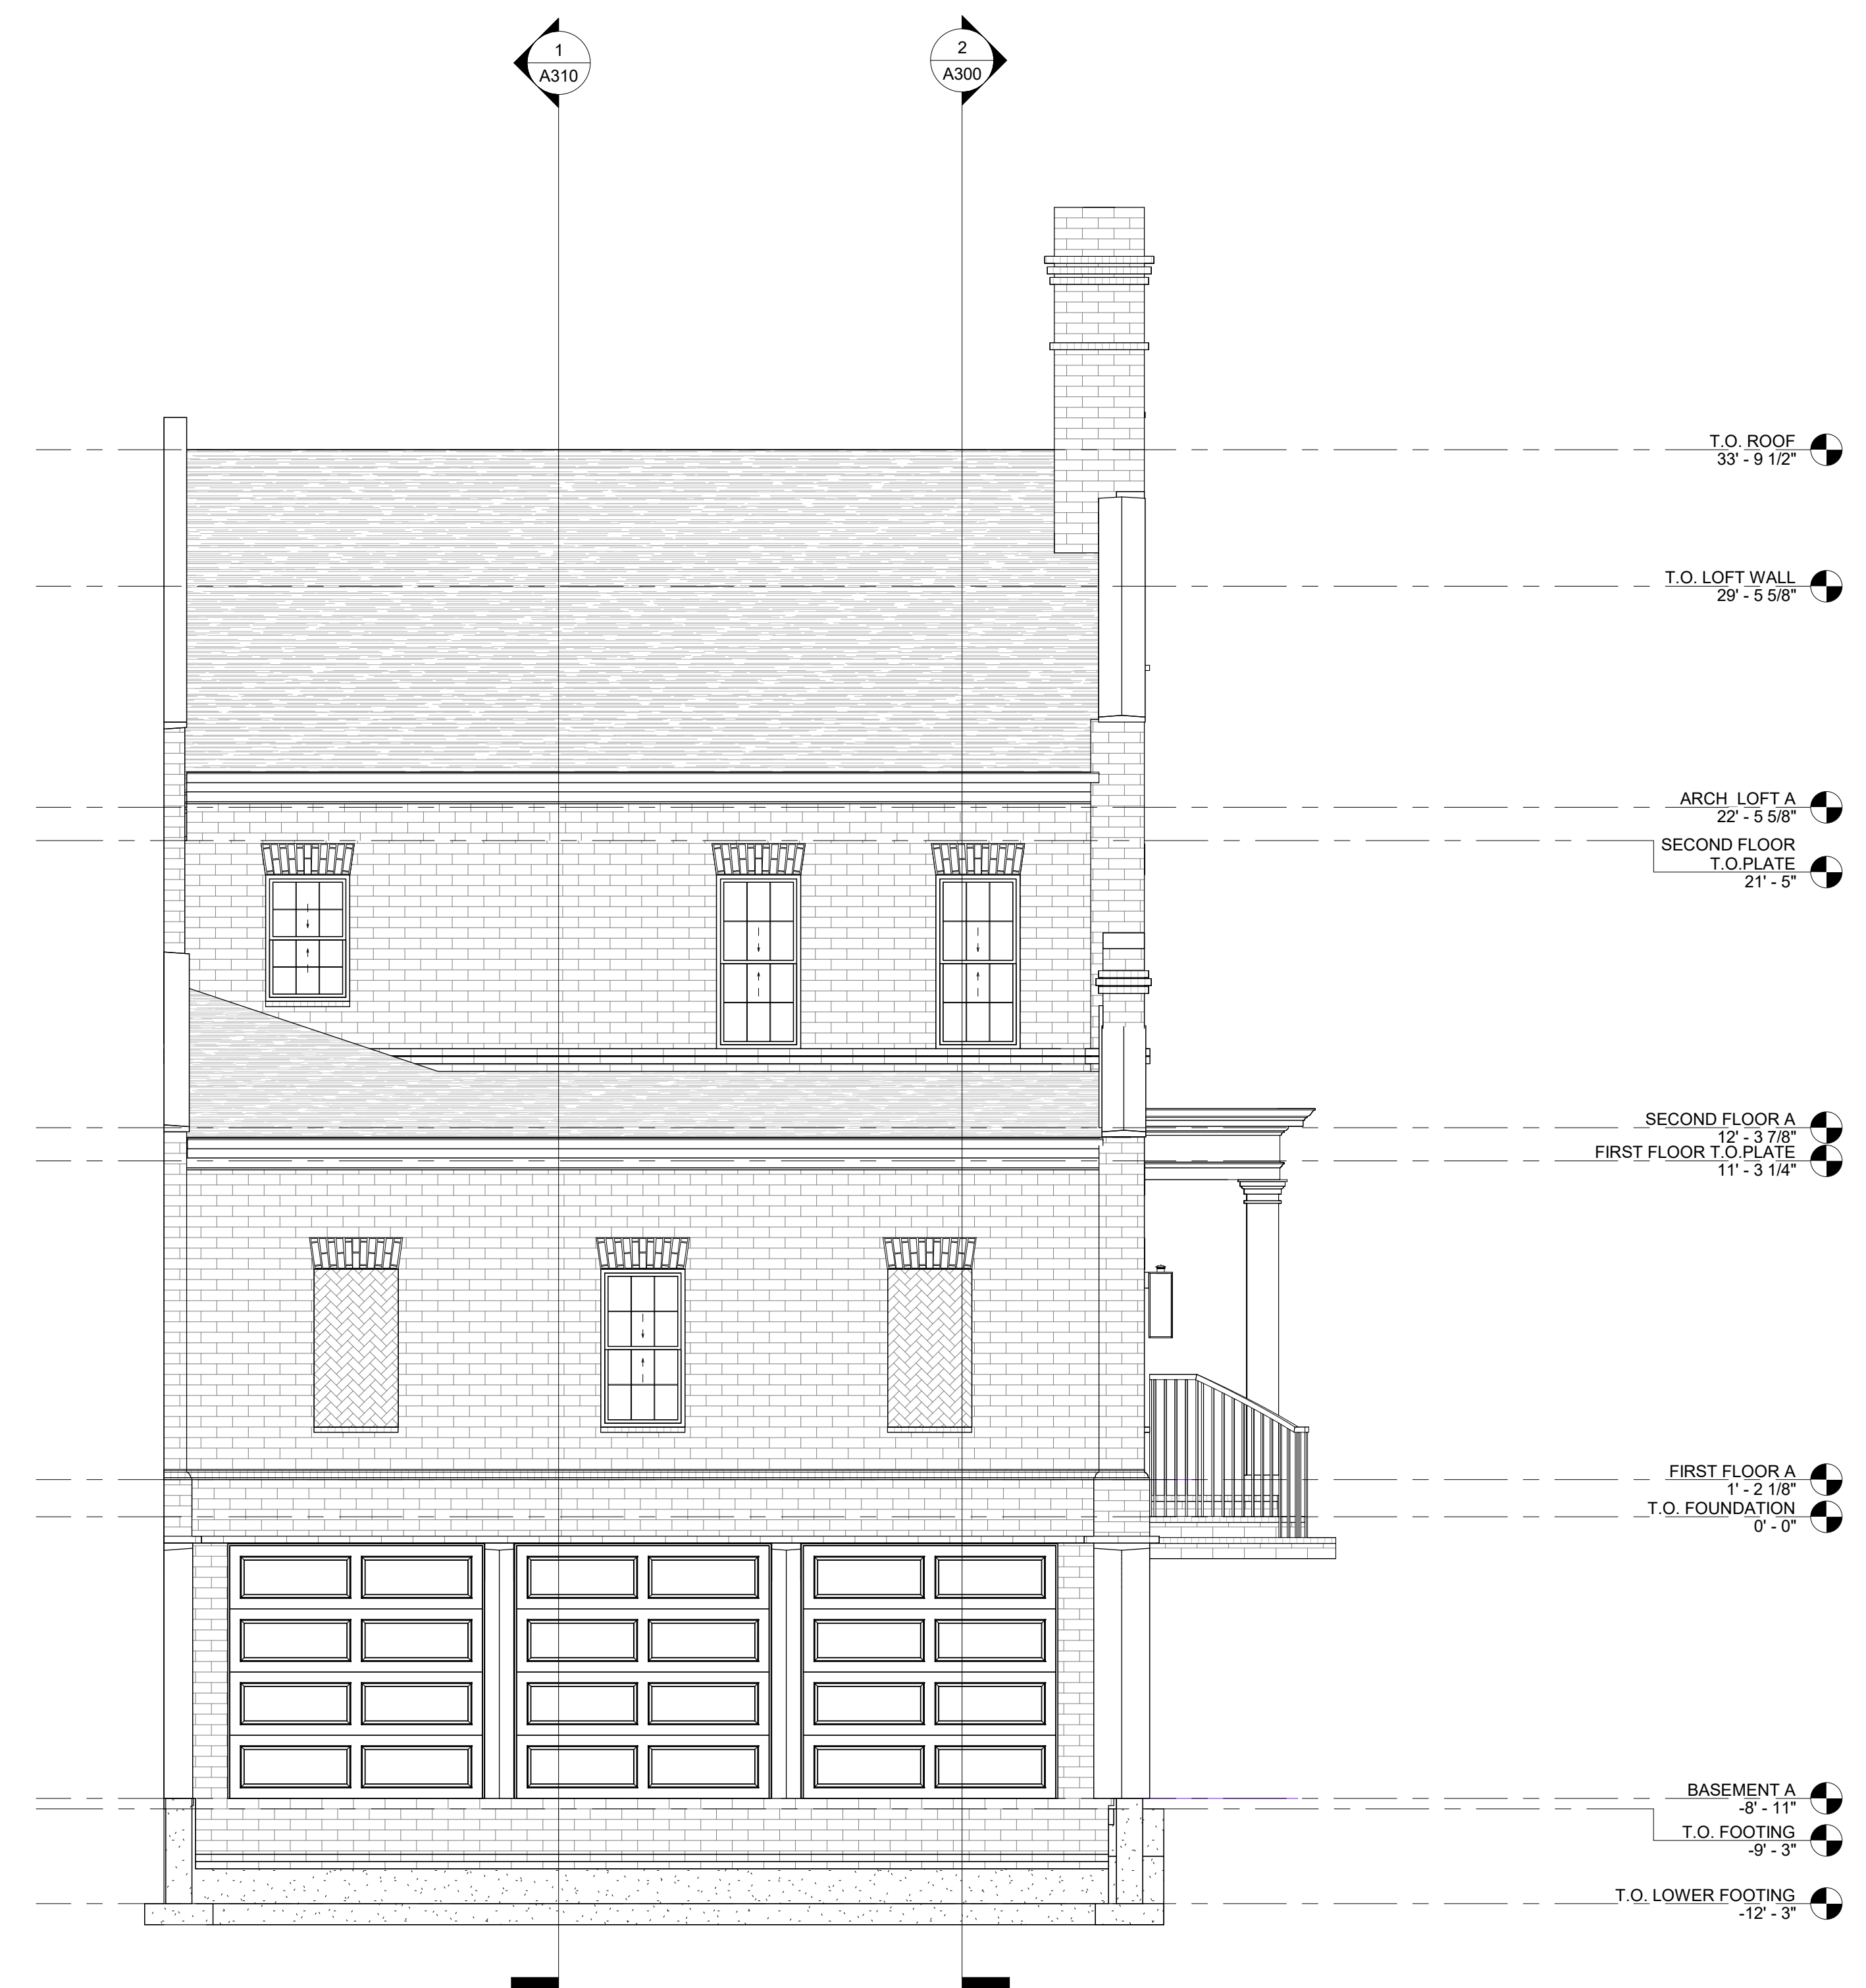 1
A310
2
A300
T.O. ROOF
33' - 9 1/2"
T.O. LOFT WALL
29' - 5 5/8"
ARCH LOFT A
22' - 5 5/8"
SECOND FLOOR
T.O.PLATE
21' - 5"
SECOND FLOOR A
12' - 3 7/8"
FIRST FLOOR T.O.PLATE
11' - 3 1/4"
FIRST FLOOR A
1' - 2 1/8"
T.O. FOUNDATION
0' - 0"
BASEMENT A
-8' - 11"
T.O. FOOTING
-9' - 3"
T.O. LOWER FOOTING
-12' - 3"